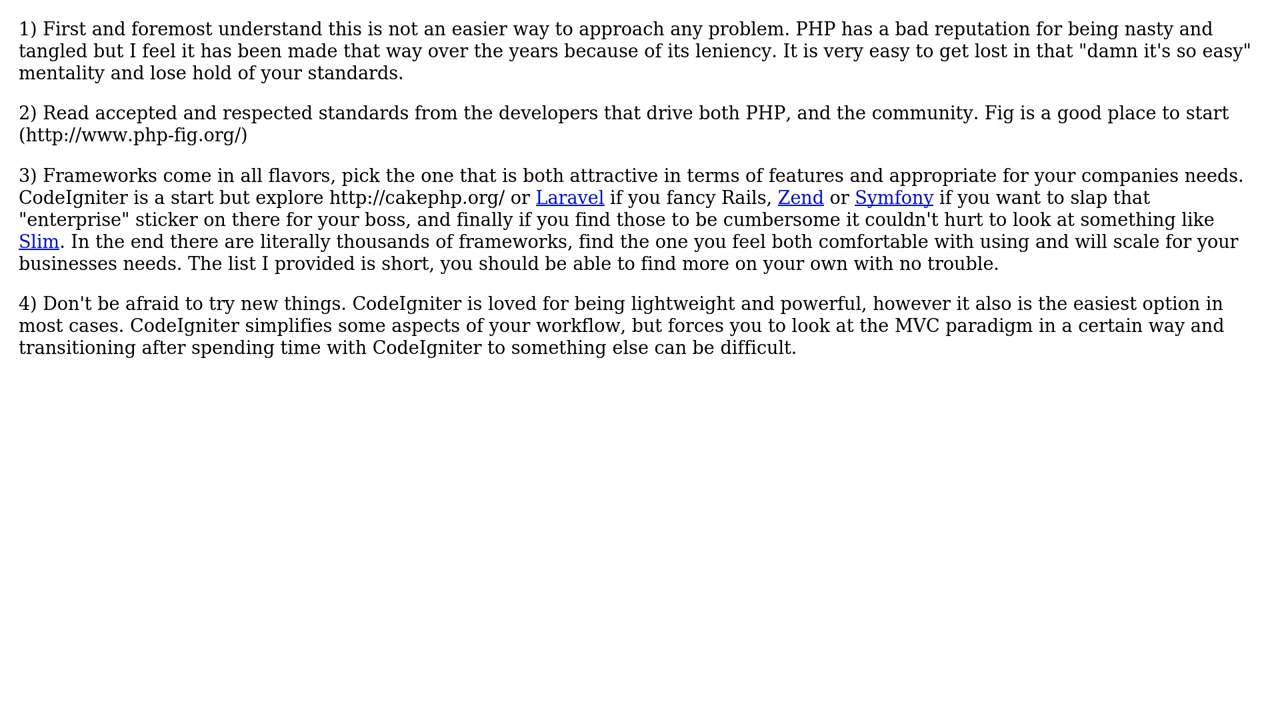 1) First and foremost understand this is not an easier way to approach any problem. PHP has a bad reputation for being nasty and
tangled but I feel it has been made that way over the years because of its leniency. It is very easy to get lost in that "damn it's so easy"
mentality and lose hold of your standards.
2) Read accepted and respected standards from the developers that drive both PHP, and the community. Fig is a good place to start
(http://www.php-fig.org/)
3) Frameworks come in all flavors, pick the one that is both attractive in terms of features and appropriate for your companies needs.
CodeIgniter is a start but explore http://cakephp.org/ or Laravel if you fancy Rails, Zend or Symfony if you want to slap that
"enterprise" sticker on there for your boss, and finally if you find those to be cumbersome it couldn't hurt to look at something like
Slim. In the end there are literally thousands of frameworks, find the one you feel both comfortable with using and will scale for your
businesses needs. The list I provided is short, you should be able to find more on your own with no trouble.
4) Don't be afraid to try new things. CodeIgniter is loved for being lightweight and powerful, however it also is the easiest option in
most cases. CodeIgniter simplifies some aspects of your workflow, but forces you to look at the MVC paradigm in a certain way and
transitioning after spending time with CodeIgniter to something else can be difficult.